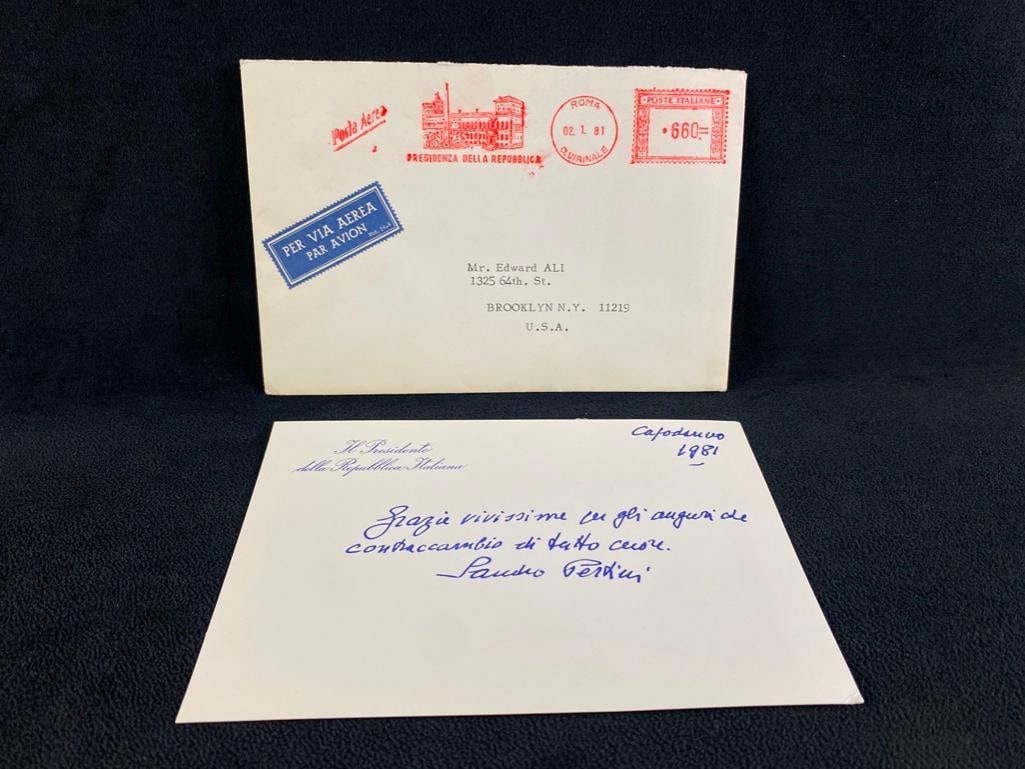 Posta Aerea
PRESIDENZA DELLA REPUBBLICA
ROMA
02. 1. 81
QUIRINALE
POSTE ITALIANE
660=
PER VIA AEREA
PAR AVION
Mr. Edward ALI
1325 64th. St.
BROOKLYN N.Y. 11219
U.S.A.
Il Presidente
della Repubblica Italiana
Capodanno
1981
Grazie vivissime per gli auguri che
contraccambio di tutto cuore.
Sandro Pertini